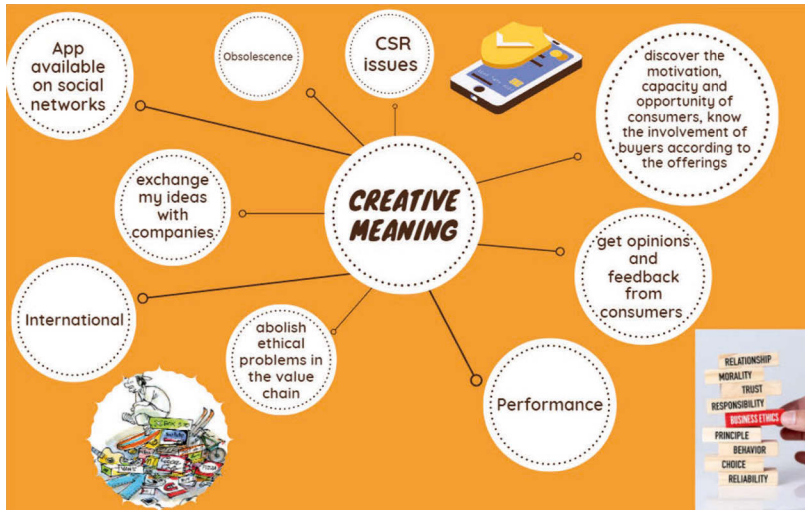 App
available
on social
networks
Obsolescence
CSR
issues
discover the
motivation,
capacity and
opportunity of
consumers, know
the involvement of
buyers according to
the offerings
exchange
my ideas
with
companies
CREATIVE
MEANING
get opinions
and
feedback
from
consumers
International
abolish
ethical
problems in
the value
chain
Performance
RELATIONSHIP
MORALITY
TRUST
RESPONSIBILITY
BUSINESS ETHICS
PRINCIPLE
BEHAVIOR
CHOICE
RELIABILITY